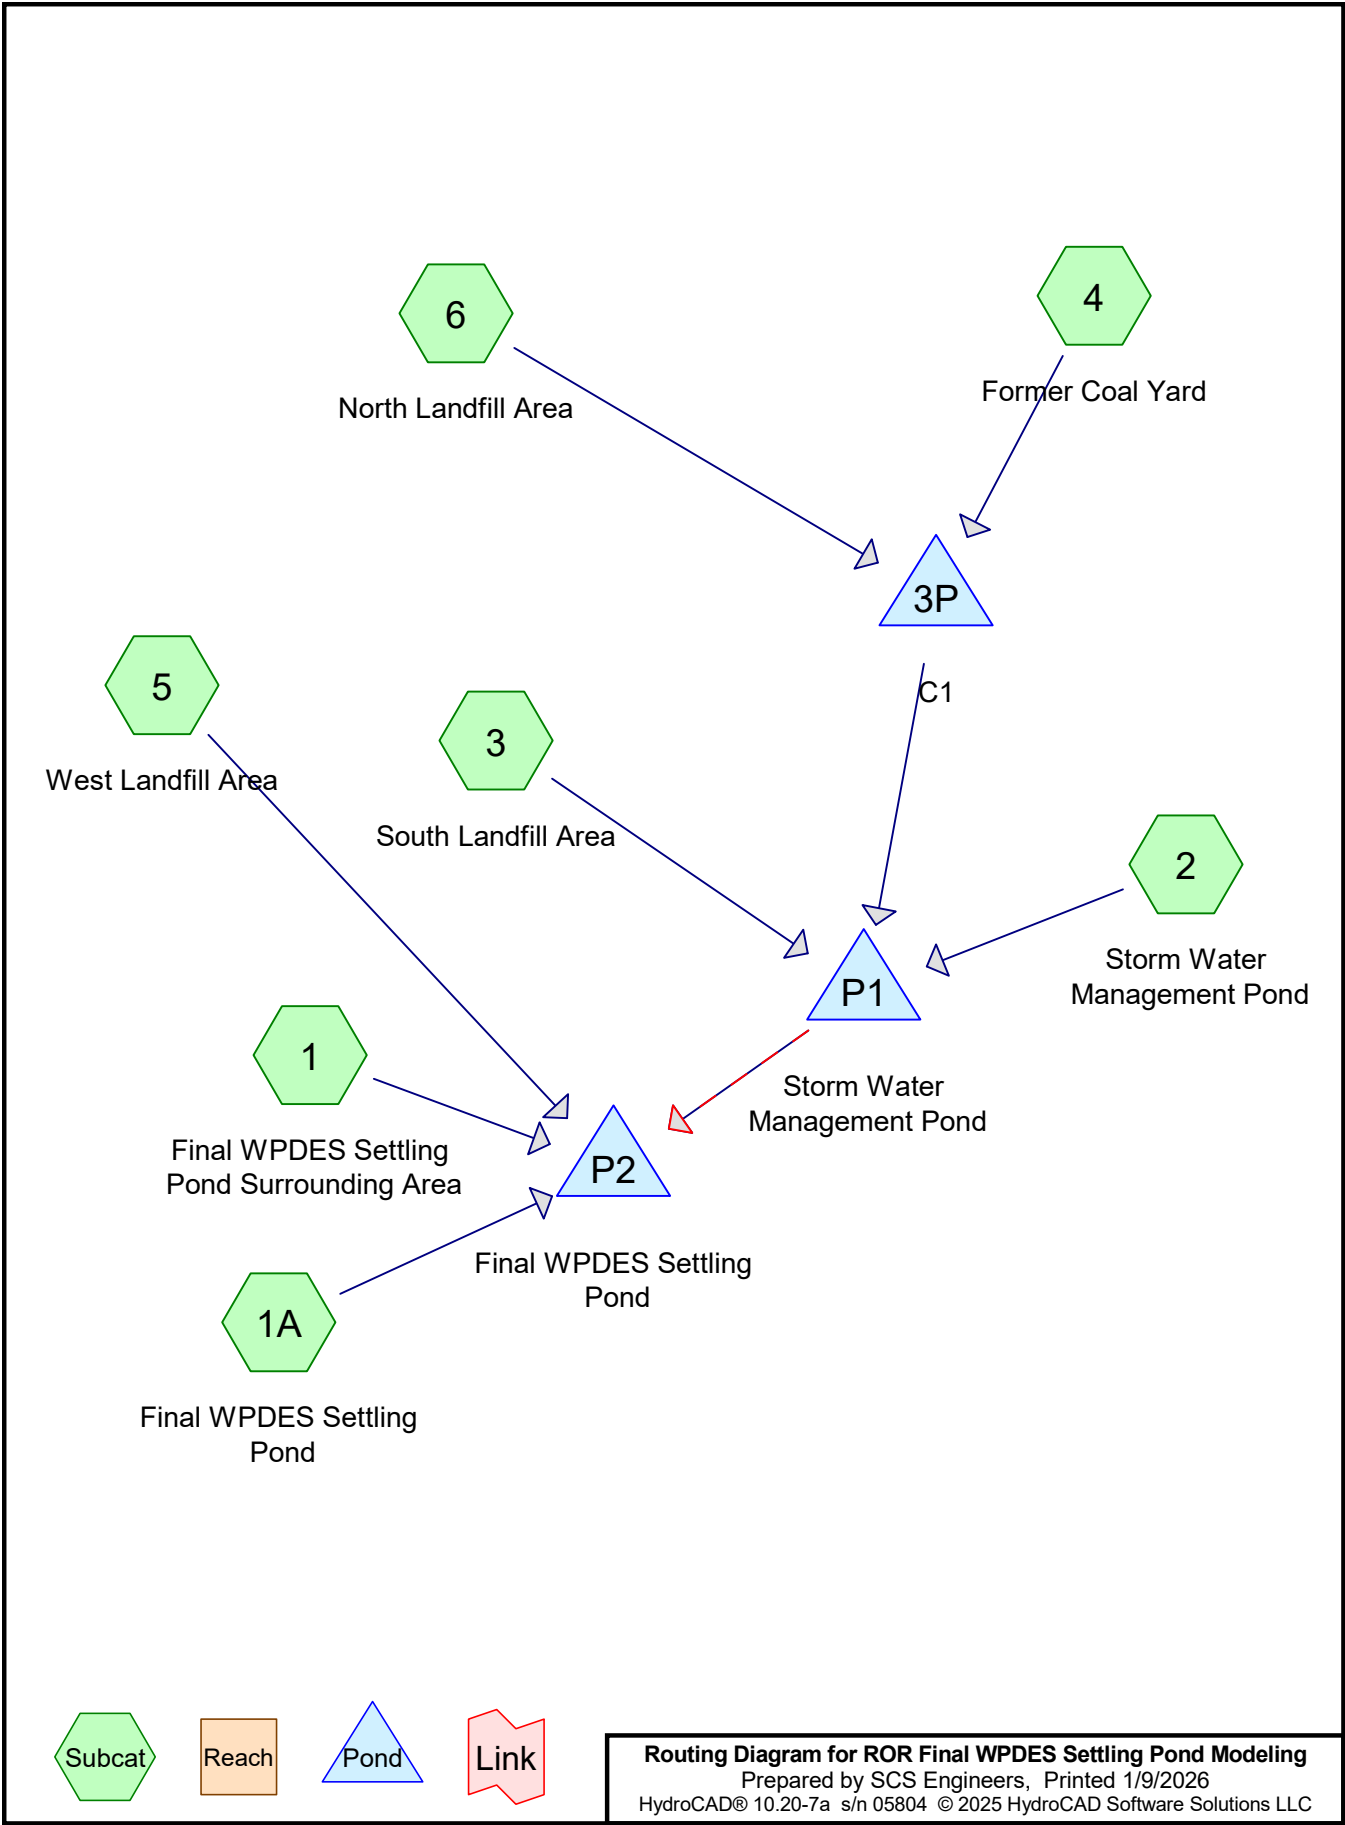 6
North Landfill Area
4
Former Coal Yard
3P
C1
5
West Landfill Area
3
South Landfill Area
2
Storm Water
Management Pond
P1
Storm Water
Management Pond
1
Final WPDES Settling
Pond Surrounding Area
P2
Final WPDES Settling
Pond
1A
Final WPDES Settling
Pond
Subcat
Reach
Pond
Link
Routing Diagram for ROR Final WPDES Settling Pond Modeling
Prepared by SCS Engineers, Printed 1/9/2026
HydroCAD® 10.20-7a s/n 05804 © 2025 HydroCAD Software Solutions LLC